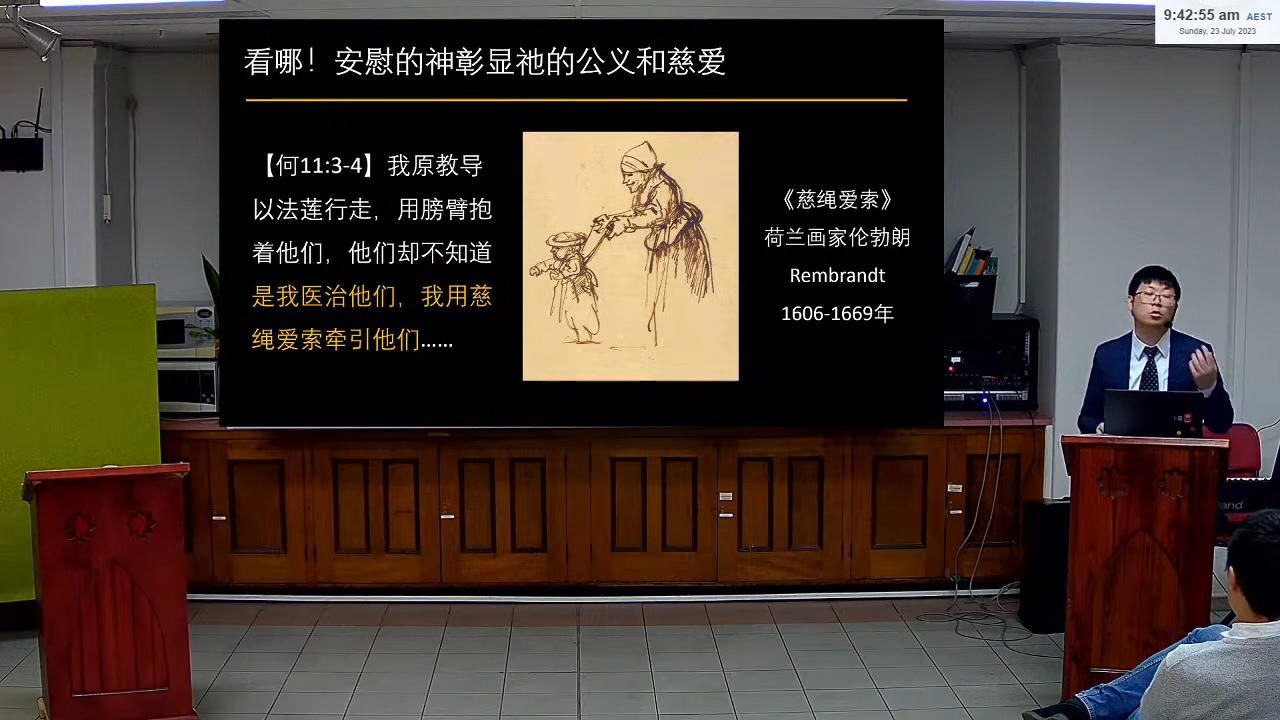 9:42:55 am AEST
Sunday, 23 July 2023
看哪！安慰的神彰显祂的公义和慈爱
【何11:3-4】我原教导
以法莲行走，用膀臂抱
着他们，他们却不知道
是我医治他们，我用慈
绳爱索牵引他们……
《慈绳爱索》
荷兰画家伦勃朗
Rembrandt
1606-1669年
land